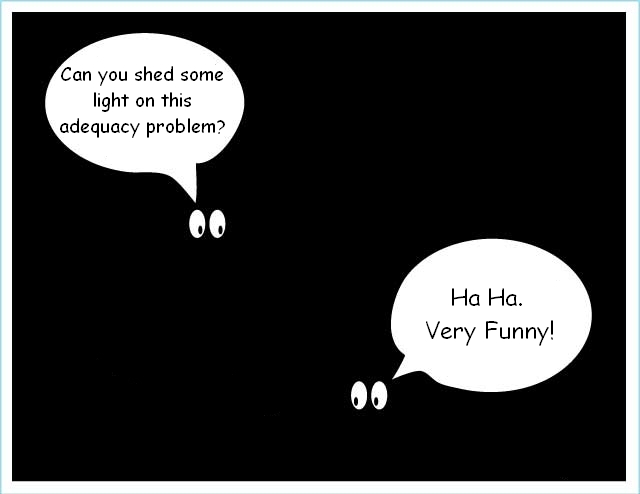 Can you shed some
light on this
adequacy problem?
Ha Ha.
Very Funny!